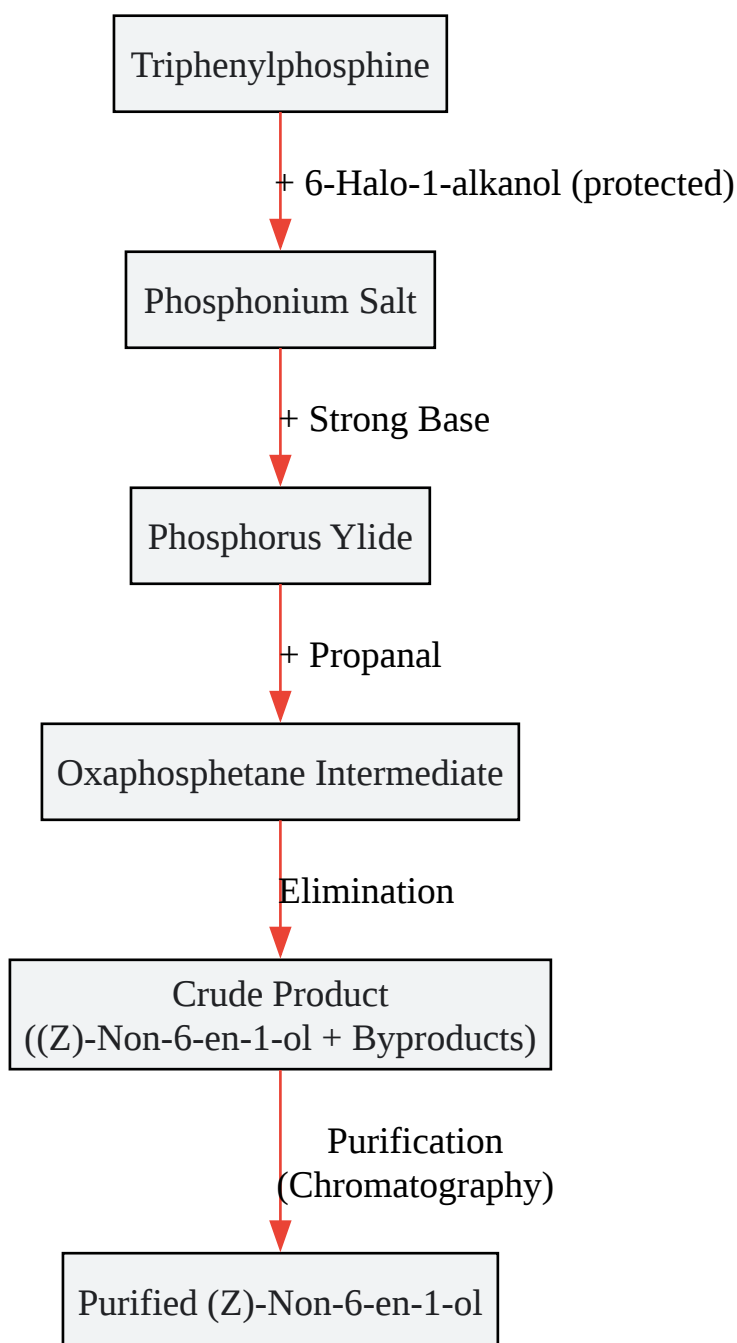 Triphenylphosphine
+ 6-Halo-1-alkanol (protected)
Phosphonium Salt
+ Strong Base
Phosphorus Ylide
+ Propanal
Oxaphosphetane Intermediate
Elimination
Crude Product
((Z)-Non-6-en-1-ol + Byproducts)
Purification
(Chromatography)
Purified (Z)-Non-6-en-1-ol